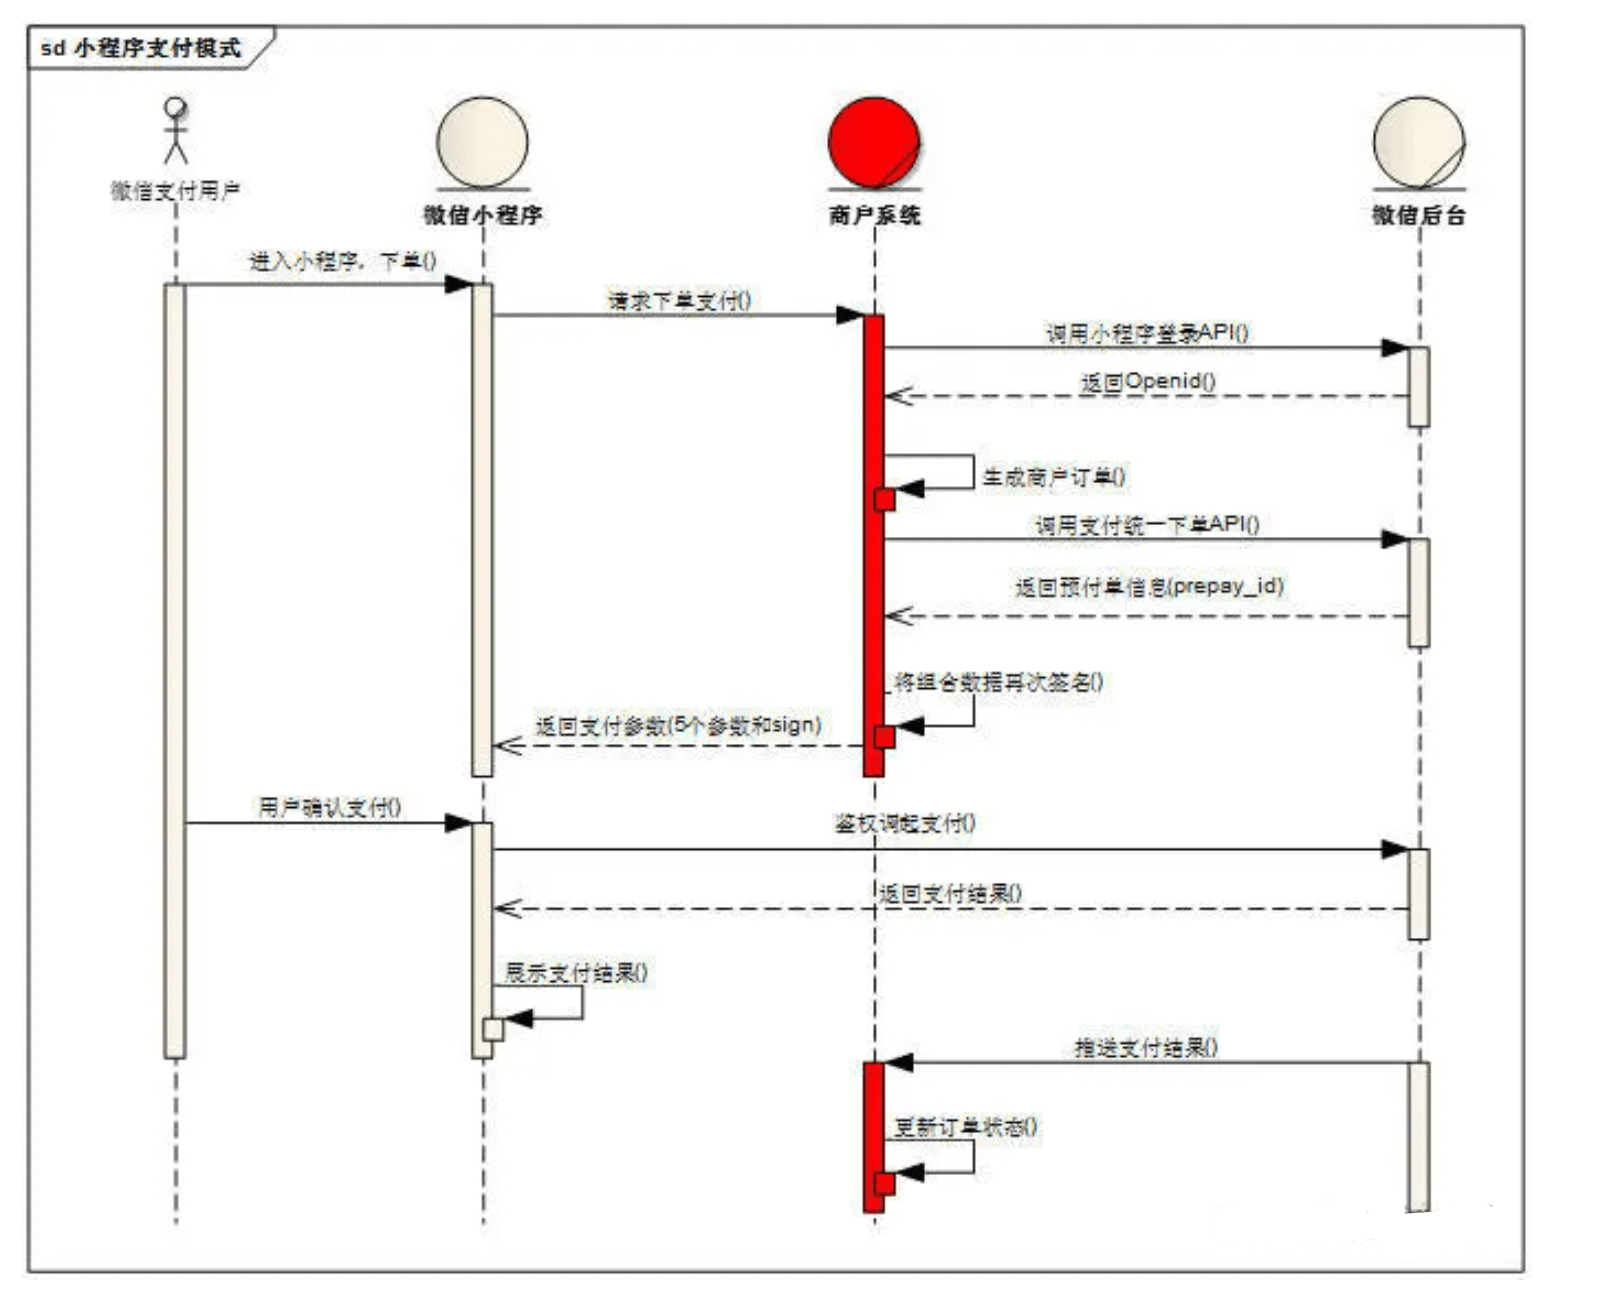 sd 小程序支付模式
微信支付用户
微信小程序
商户系统
微信后台
进入小程序，下单()
请求下单支付()
调用小程序登录API()
返回Openid()
生成商户订单()
调用支付统一下单API()
返回预付单信息(prepay_id)
将组合数据再次签名()
返回支付参数(5个参数和sign)
用户确认支付()
鉴权调起支付()
返回支付结果()
展示支付结果()
推送支付结果()
更新订单状态()